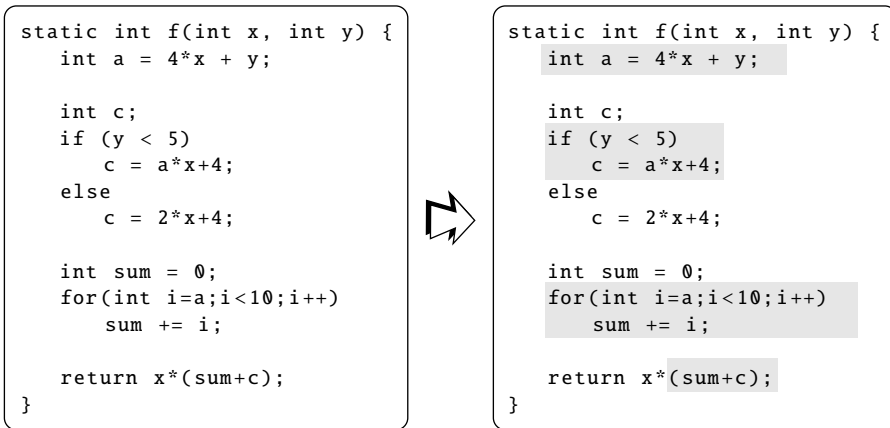 static int f(int x, int y) {
   int a = 4*x + y;

   int c;
   if (y < 5)
      c = a*x+4;
   else
      c = 2*x+4;

   int sum = 0;
   for(int i=a;i<10;i++)
      sum += i;

   return x*(sum+c);
}
static int f(int x, int y) {
   int a = 4*x + y;

   int c;
   if (y < 5)
      c = a*x+4;
   else
      c = 2*x+4;

   int sum = 0;
   for(int i=a;i<10;i++)
      sum += i;

   return x*(sum+c);
}